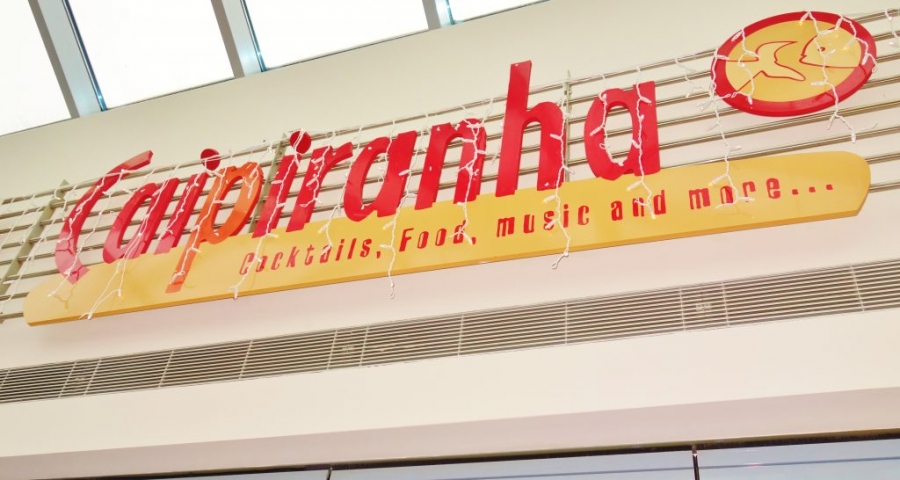 Caipiranha
Cocktails, Food, music and more...